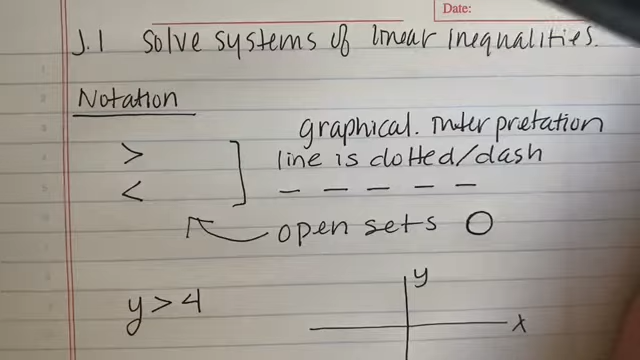 Date:
J.1 Solve systems of linear inequalities.
Notation
graphical. interpretation
> line is dotted/dash
< – – – – –
open sets O
y
y > 4
x